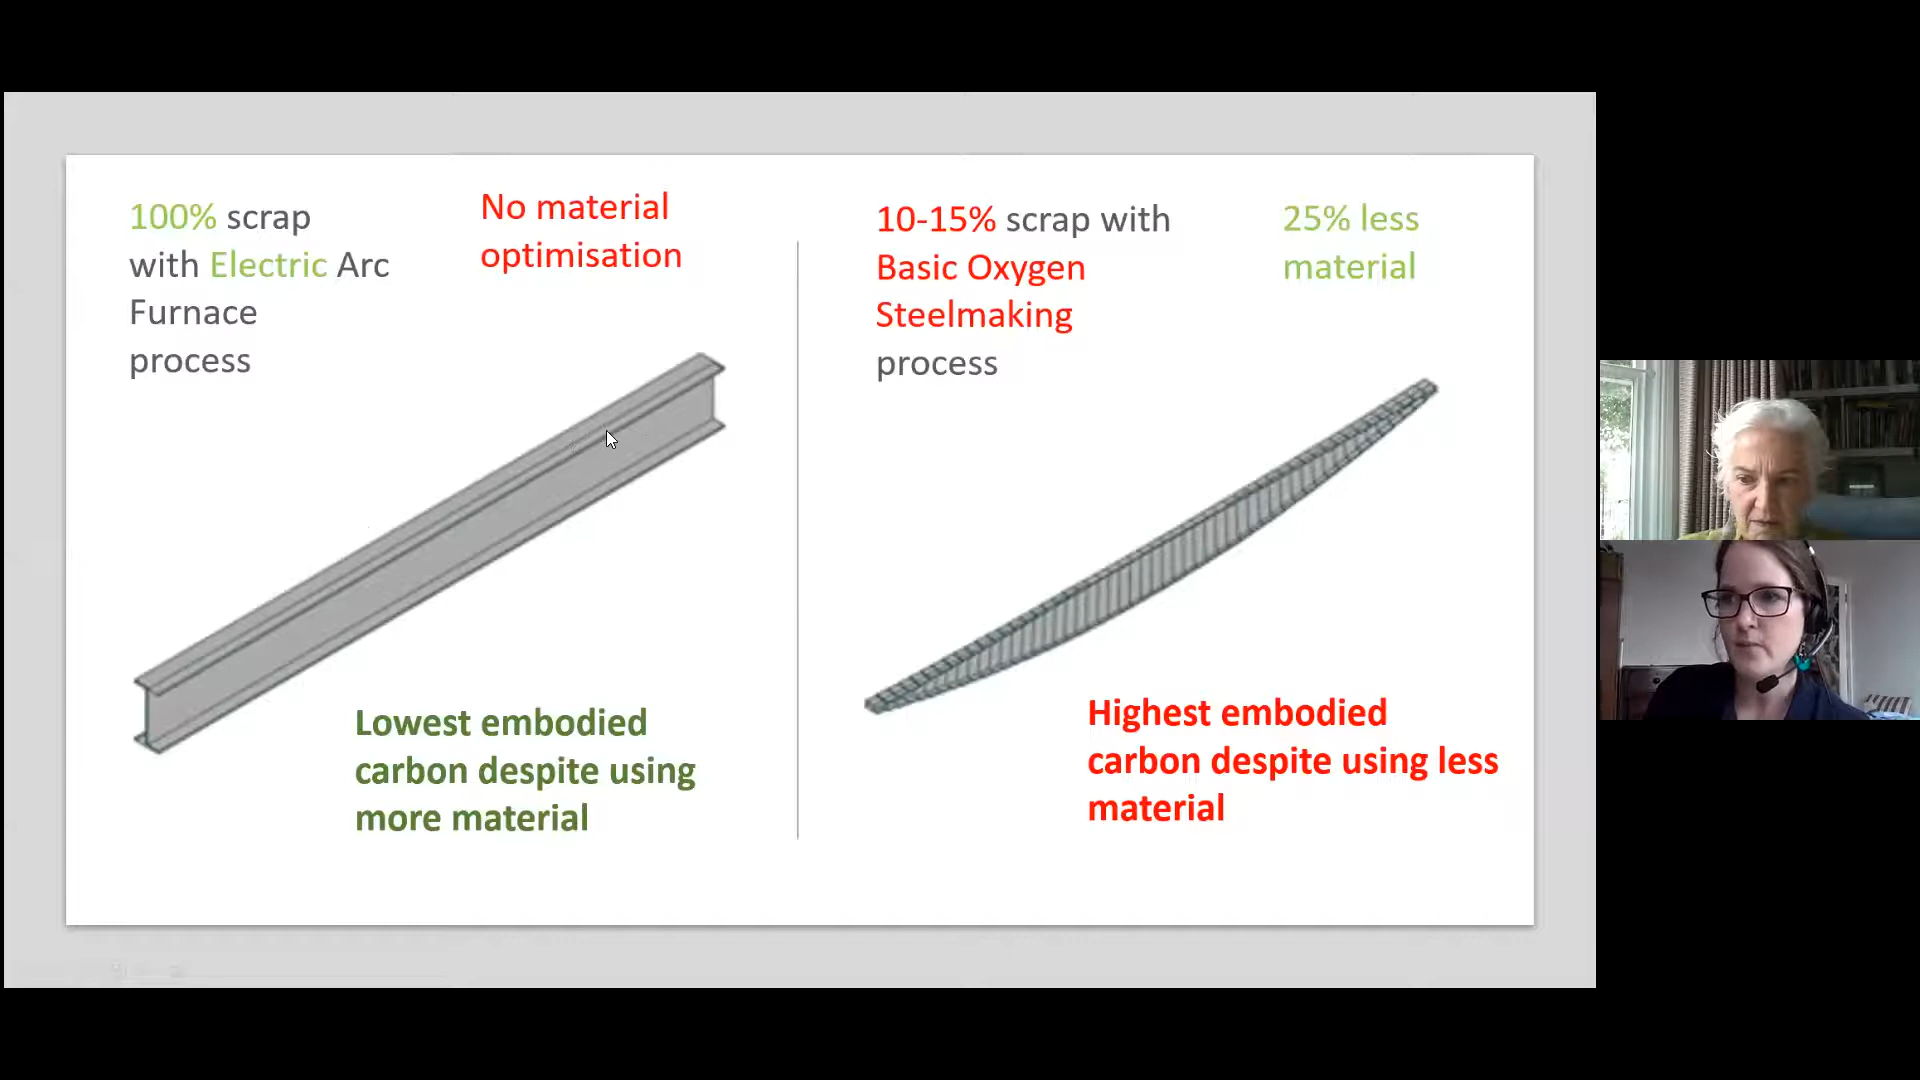 100% scrap
with Electric Arc
Furnace
process
No material
optimisation
Lowest embodied
carbon despite using
more material
10-15% scrap with
Basic Oxygen
Steelmaking
process
25% less
material
Highest embodied
carbon despite using less
material